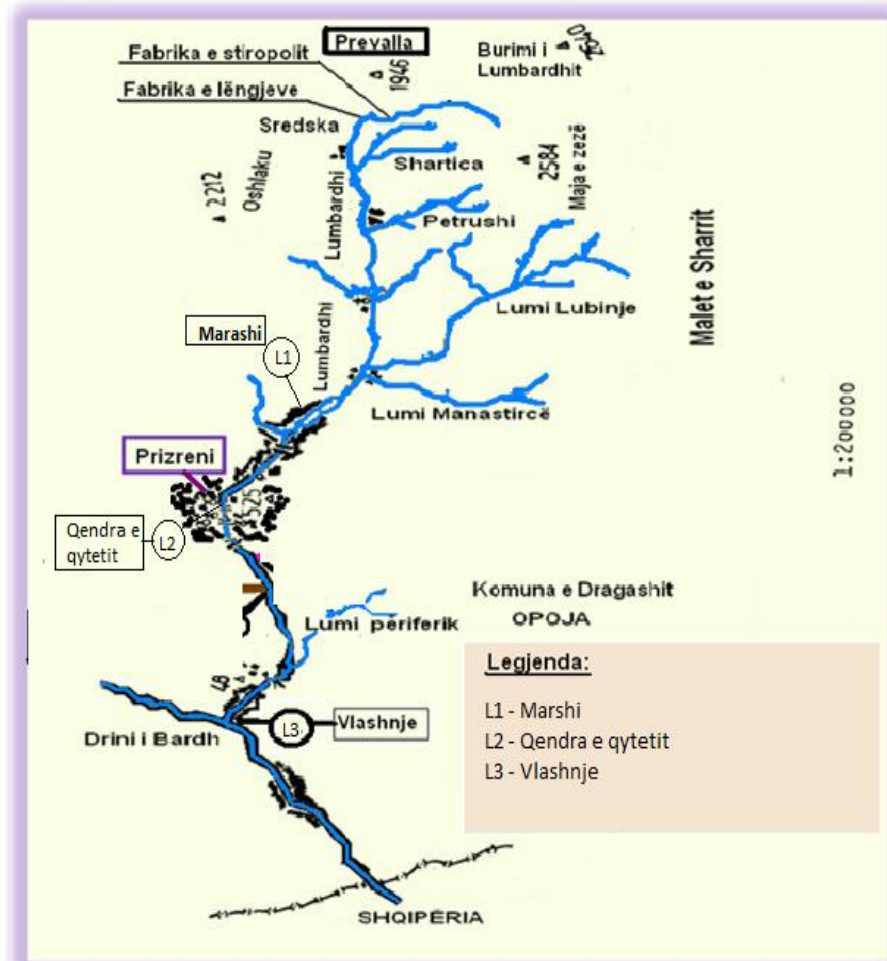 Prevalla
Fabrika e stiropolit
Burimi i
Lumbardhit
2640
1946
Fabrika e lëngjeve
Sredska
Shartica
2584
Maja e zezë
2212
Oshlaku
Lumbardhi
Petrushi
Malet e Sharrit
Lumi Lubinje
Marashi
L1
Lumbardhi
Lumi Manastircë
1:200000
Prizreni
525
Qendra e
qytetit
L2
Komuna e Dragashit
OPOJA
Lumi periferik
Legjenda:
L1 - Marshi
L2 - Qendra e qytetit
L3 - Vlashnje
48
L3
Vlashnje
Drini i Bardh
SHQIPËRIA